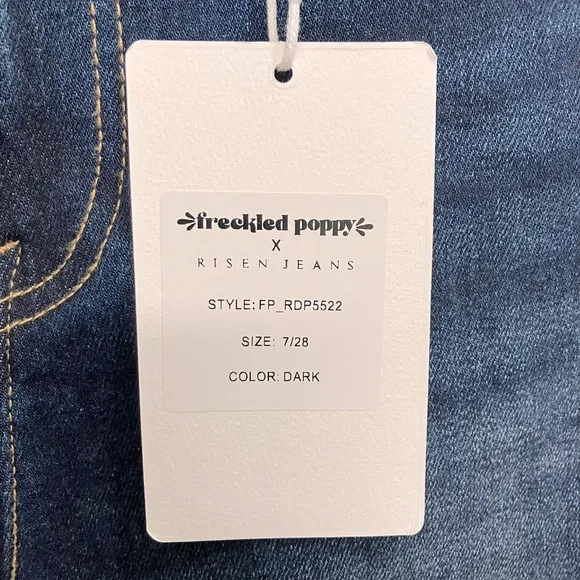 freckled poppy
X
RISEN JEANS
STYLE: FP_RDP5522
SIZE: 7/28
COLOR: DARK